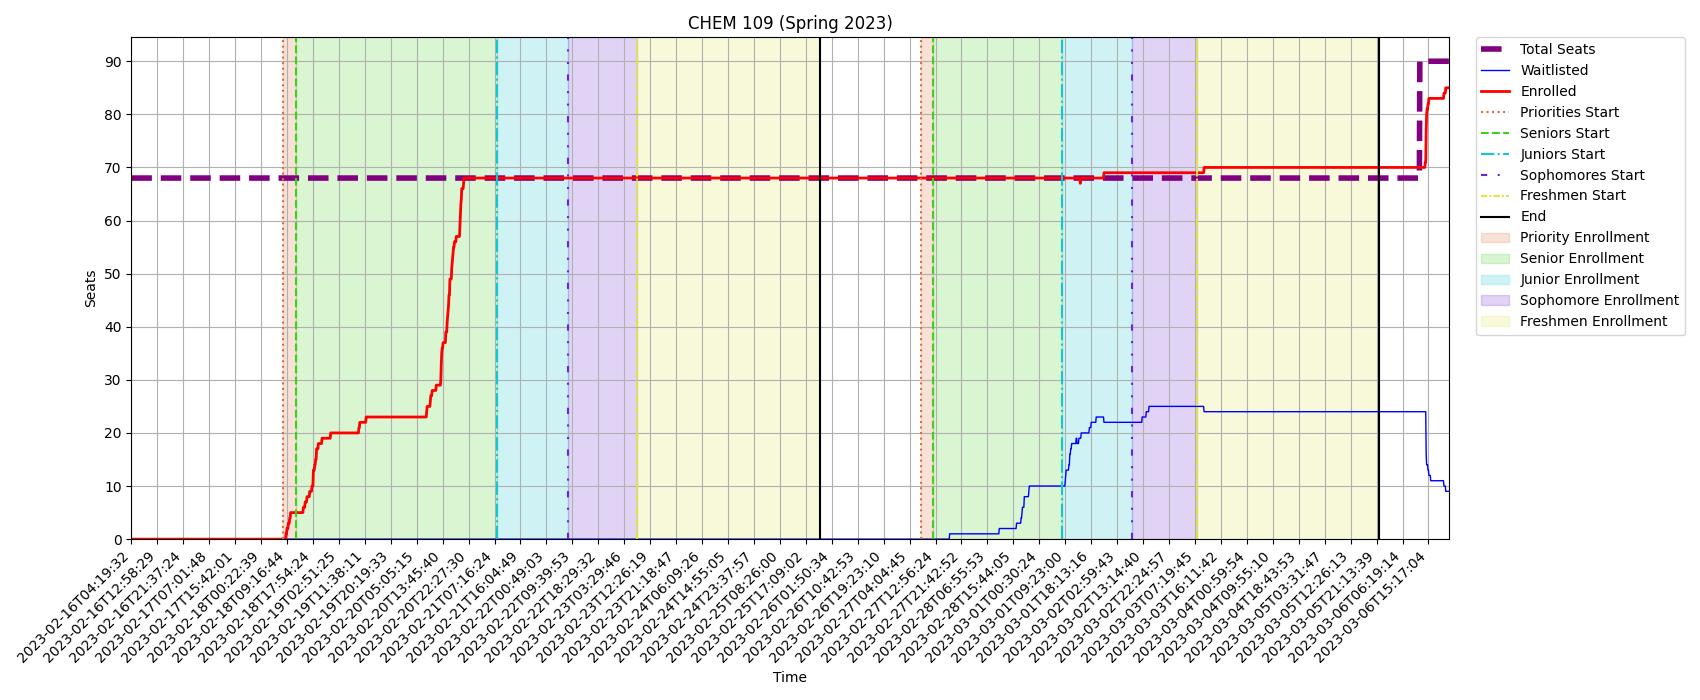 CHEM 109 (Spring 2023)
Seats
90
80
70
60
50
40
30
20
10
0
2023-02-16T04:19:32
2023-02-16T12:58:29
2023-02-16T21:37:24
2023-02-17T07:01:48
2023-02-17T15:42:01
2023-02-18T00:22:39
2023-02-18T09:16:44
2023-02-18T17:54:24
2023-02-19T02:51:25
2023-02-19T11:38:11
2023-02-19T20:19:33
2023-02-20T05:05:15
2023-02-20T13:45:40
2023-02-20T22:27:30
2023-02-21T07:16:24
2023-02-21T16:04:49
2023-02-22T00:49:03
2023-02-22T09:39:53
2023-02-22T18:29:32
2023-02-23T03:29:46
2023-02-23T12:26:19
2023-02-23T21:18:47
2023-02-24T06:09:26
2023-02-24T14:55:05
2023-02-24T23:37:57
2023-02-25T08:26:00
2023-02-25T17:09:02
2023-02-26T01:50:34
2023-02-26T10:42:53
2023-02-26T19:23:10
2023-02-27T04:04:45
2023-02-27T12:56:24
2023-02-27T21:42:52
2023-02-28T06:55:53
2023-02-28T15:44:05
2023-03-01T00:30:24
2023-03-01T09:23:00
2023-03-01T18:13:16
2023-03-02T02:59:43
2023-03-02T13:14:40
2023-03-02T22:24:57
2023-03-03T07:19:45
2023-03-03T16:11:42
2023-03-04T00:59:54
2023-03-04T09:55:10
2023-03-04T18:43:53
2023-03-05T03:31:47
2023-03-05T12:26:13
2023-03-05T21:13:39
2023-03-06T06:19:14
2023-03-06T15:17:04
Time
Total Seats
Waitlisted
Enrolled
Priorities Start
Seniors Start
Juniors Start
Sophomores Start
Freshmen Start
End
Priority Enrollment
Senior Enrollment
Junior Enrollment
Sophomore Enrollment
Freshmen Enrollment